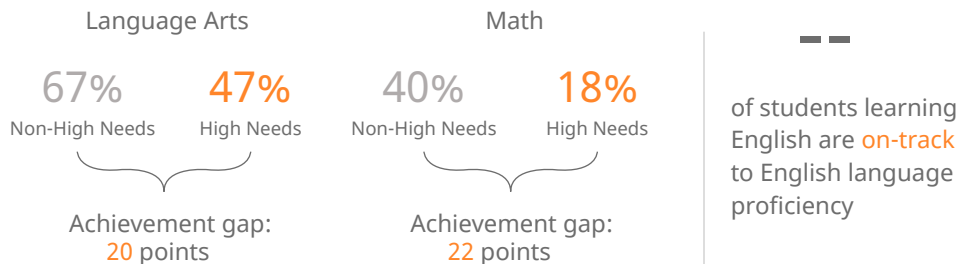 Language Arts
67% 47%
Non-High Needs High Needs
Achievement gap:
20 points
Math
40% 18%
Non-High Needs High Needs
Achievement gap:
22 points
--
of students learning
English are on-track
to English language
proficiency